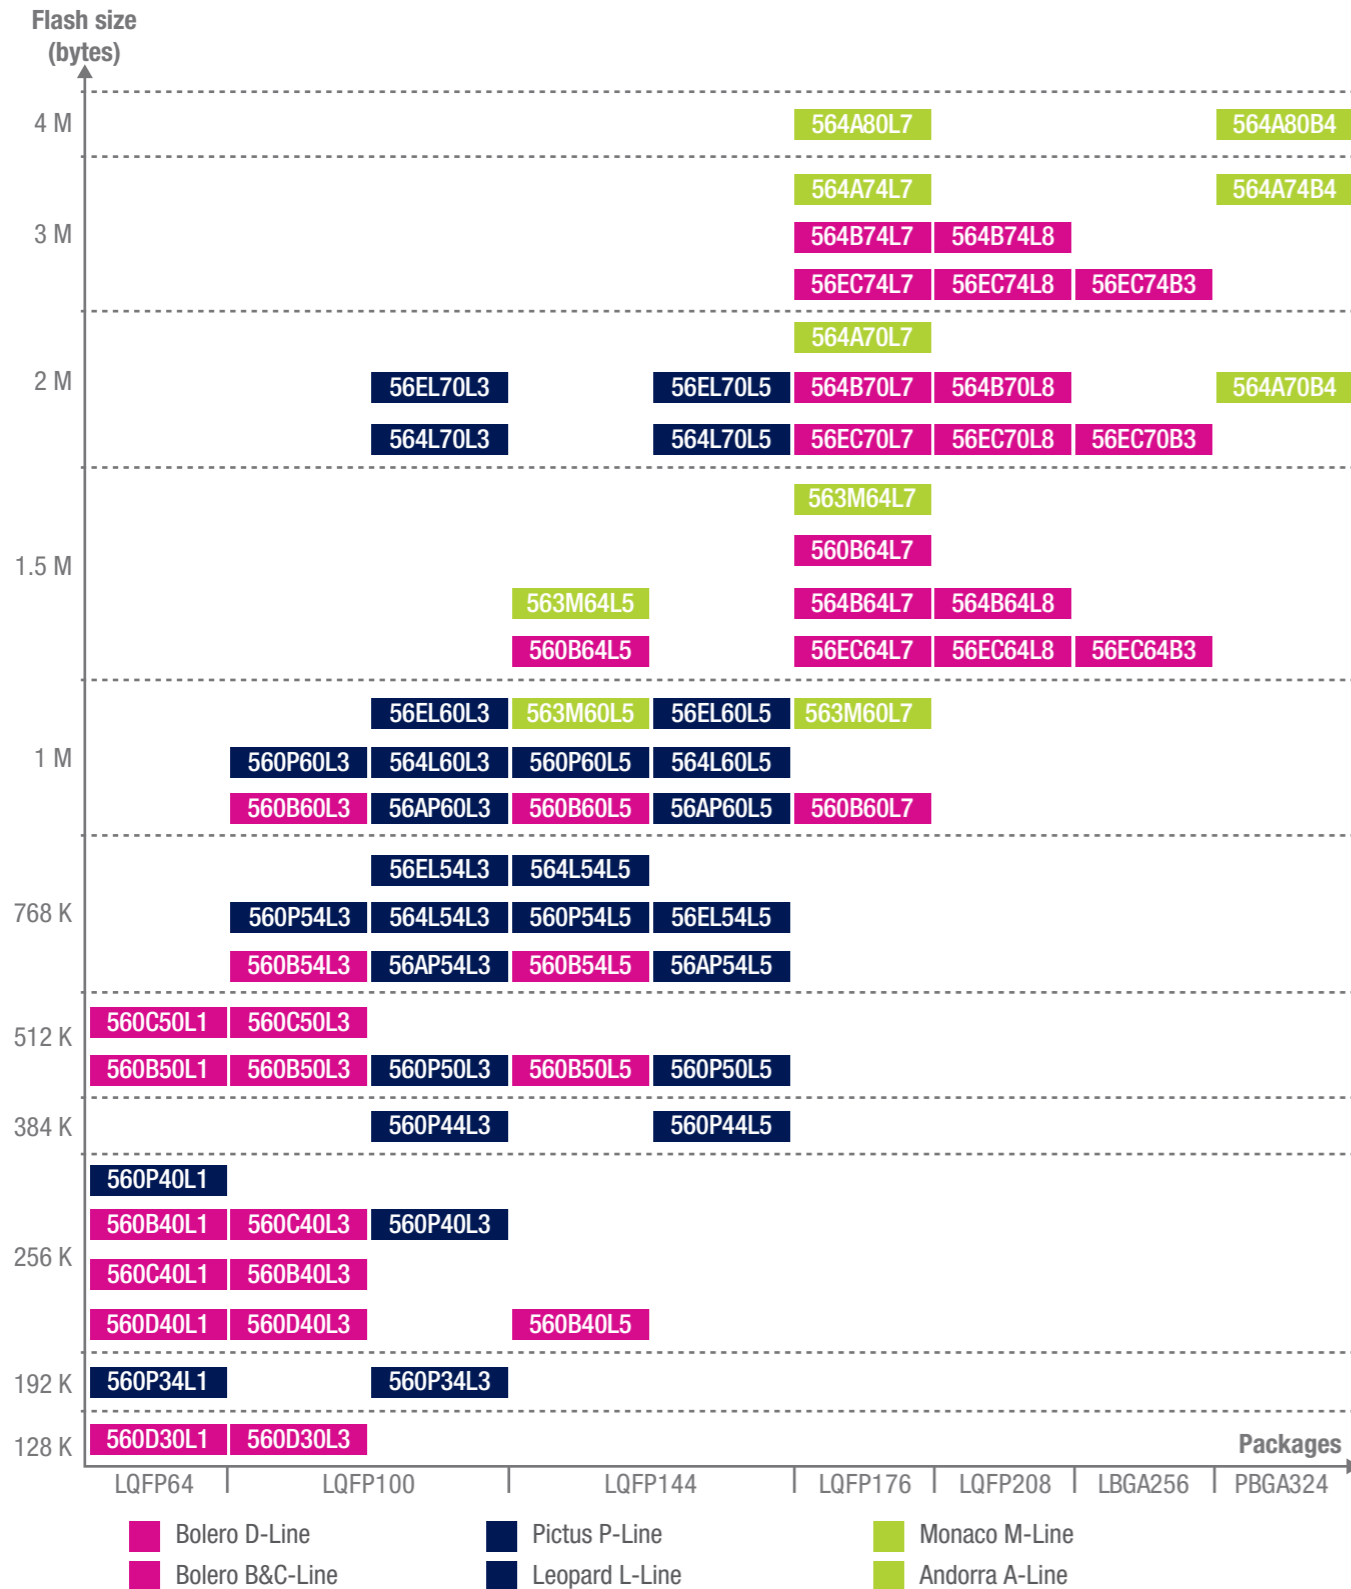 Flash size
(bytes)
4 M
564A80L7 564A80B4
564A74L7 564A74B4
3 M
564B74L7 564B74L8
56EC74L7 56EC74L8 56EC74B3
564A70L7
2 M
56EL70L3 56EL70L5 564B70L7 564B70L8 564A70B4
564L70L3 564L70L5 56EC70L7 56EC70L8 56EC70B3
563M64L7
1.5 M
560B64L7
563M64L5 564B64L7 564B64L8
560B64L5 56EC64L7 56EC64L8 56EC64B3
56EL60L3 563M60L5 56EL60L5 563M60L7
1 M
560P60L3 564L60L3 560P60L5 564L60L5
560B60L3 56AP60L3 560B60L5 56AP60L5 560B60L7
56EL54L3 564L54L5
768 K
560P54L3 564L54L3 560P54L5 56EL54L5
560B54L3 56AP54L3 560B54L5 56AP54L5
560C50L1 560C50L3
512 K
560B50L1 560B50L3 560P50L3 560B50L5 560P50L5
384 K
560P44L3 560P44L5
560P40L1
560B40L1 560C40L3 560P40L3
256 K
560C40L1 560B40L3
560D40L1 560D40L3 560B40L5
192 K
560P34L1 560P34L3
128 K
560D30L1 560D30L3
Packages
LQFP64 LQFP100 LQFP144 LQFP176 LQFP208 LBGA256 PBGA324
Bolero D-Line Pictus P-Line Monaco M-Line
Bolero B&C-Line Leopard L-Line Andorra A-Line